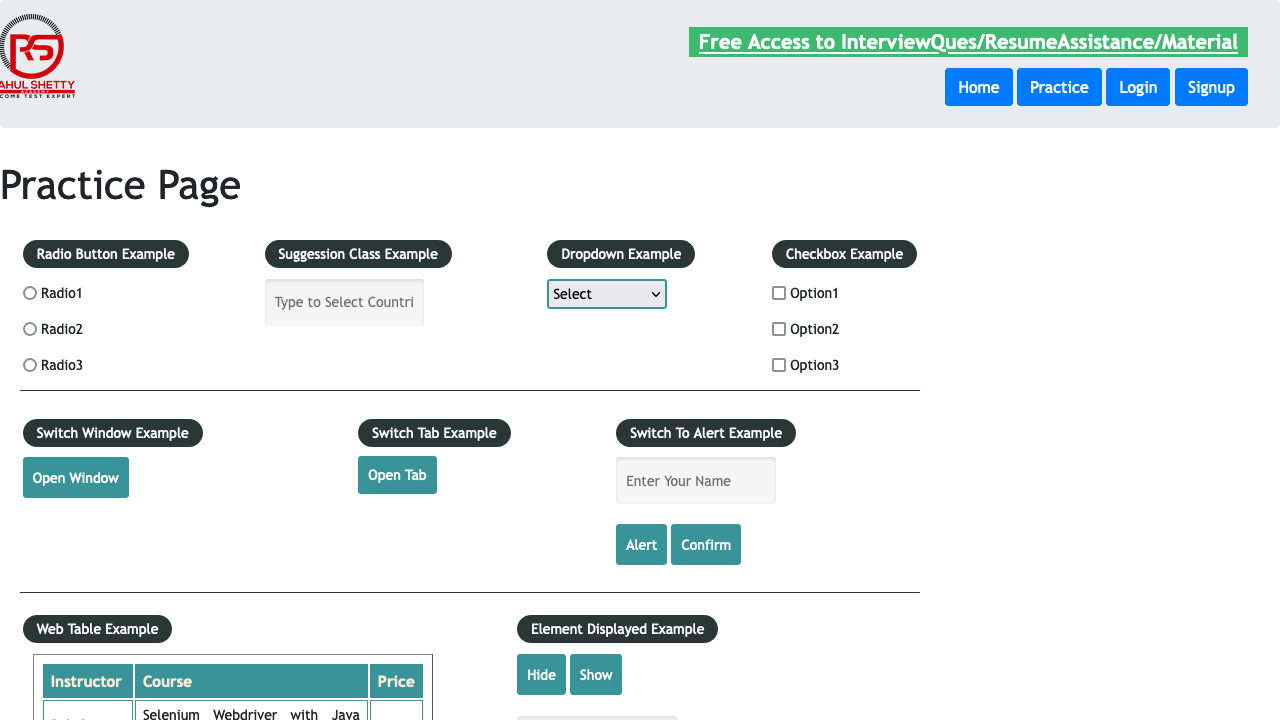 RS
AHUL SHETTY
ACADEMY
COME TEST EXPERT
Free Access to InterviewQues/ResumeAssistance/Material
Home Practice Login Signup
Practice Page
Radio Button Example Suggession Class Example Dropdown Example Checkbox Example
Radio1 Type to Select Countri Select Option1
Radio2 Option2
Radio3 Option3
Switch Window Example Switch Tab Example Switch To Alert Example
Open Window Open Tab Enter Your Name
Alert Confirm
Web Table Example Element Displayed Example
Hide Show
Instructor Course Price
Selenium Webdriver with Java